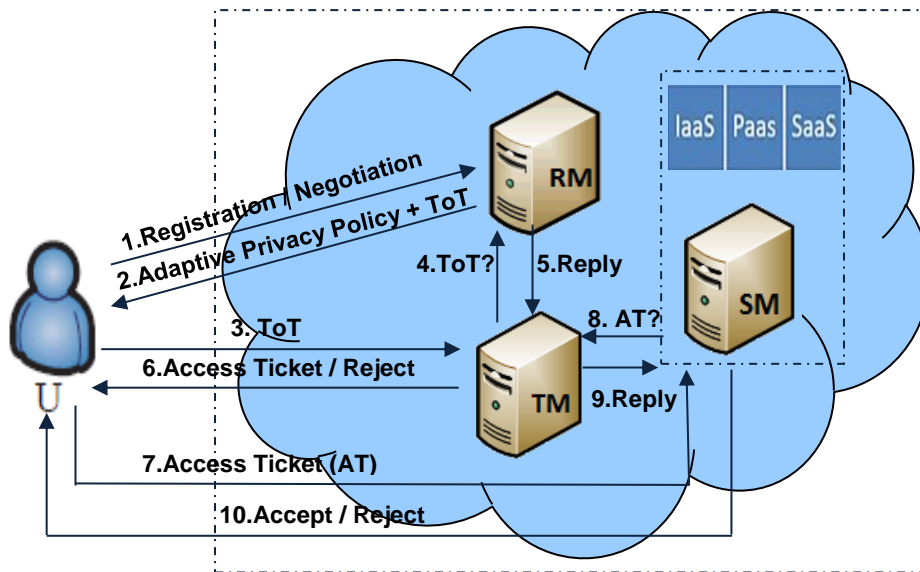 IaaS Paas SaaS
RM
1.Registration / Negotiation
2.Adaptive Privacy Policy + ToT
4.ToT?
5.Reply
SM
8. AT?
3. ToT
6.Access Ticket / Reject
TM
9.Reply
U
7.Access Ticket (AT)
10.Accept / Reject